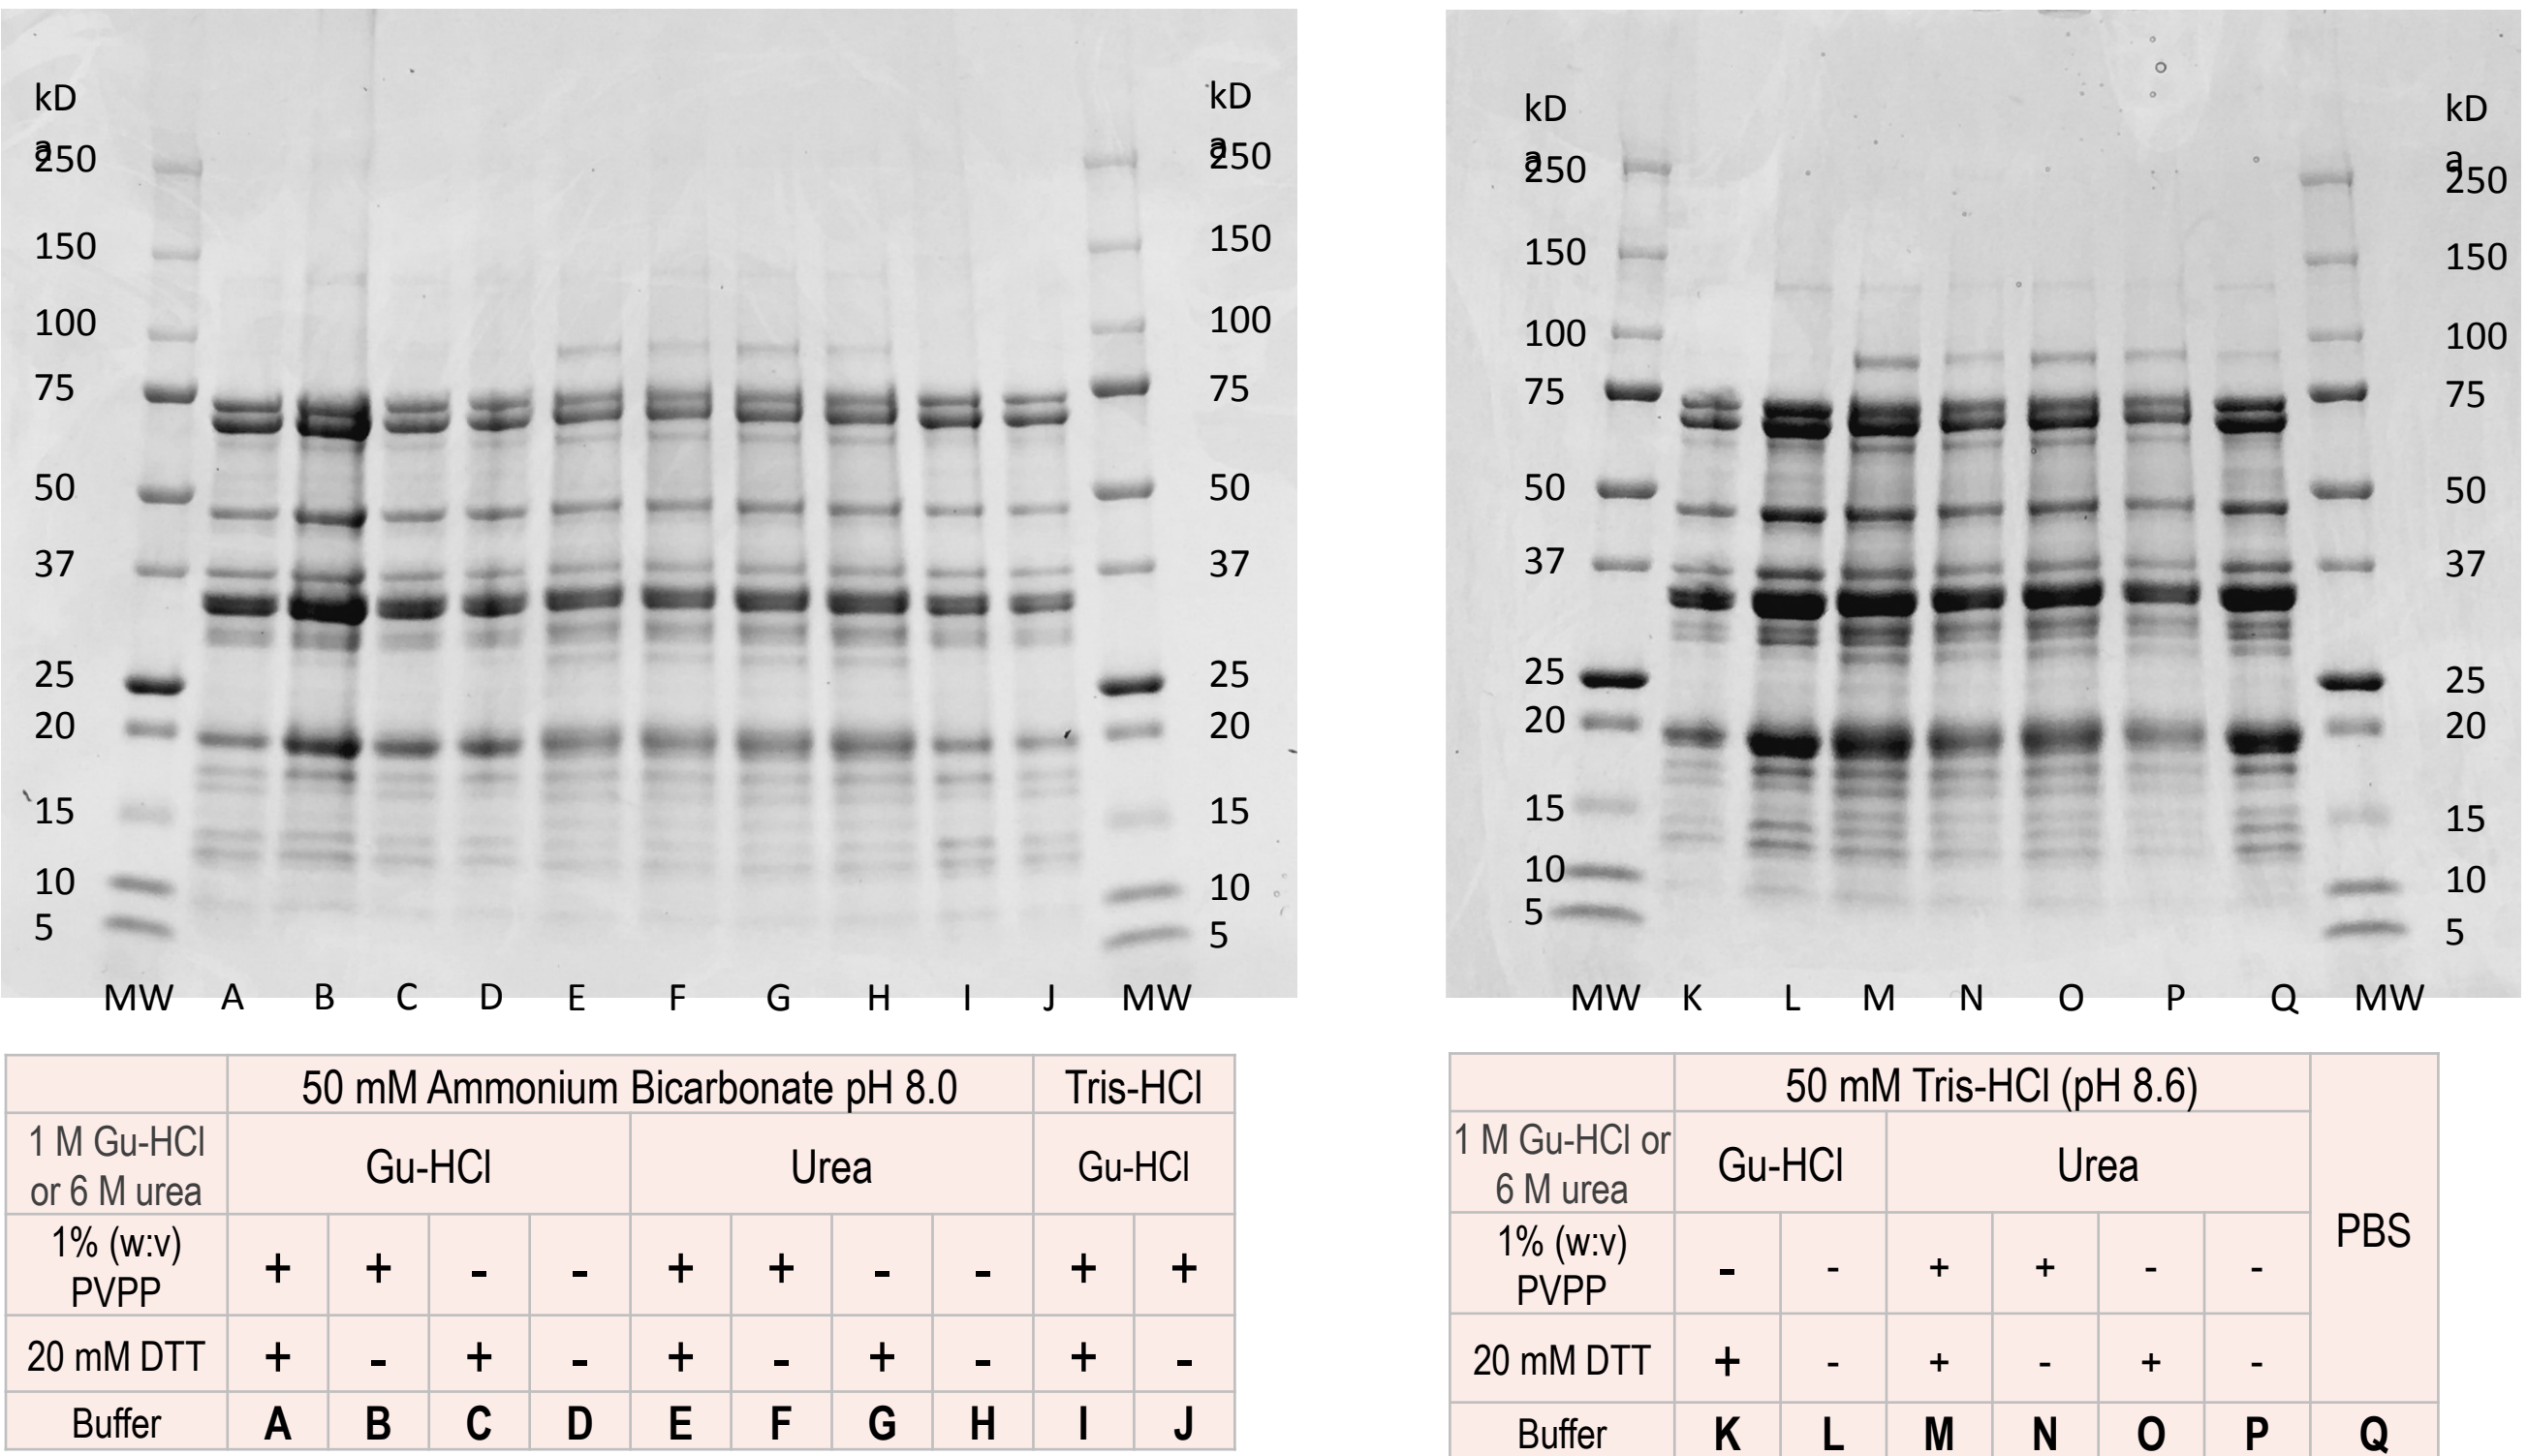 kD
a
250
150
100
75
50
37
25
20
15
10
5
kD
a
250
150
100
75
50
37
25
20
15
10
5
MW A B C D E F G H I J MW
kD
a
250
150
100
75
50
37
25
20
15
10
5
kD
a
250
150
100
75
50
37
25
20
15
10
5
MW K L M N O P Q MW
50 mM Ammonium Bicarbonate pH 8.0 Tris-HCl
1 M Gu-HCl
or 6 M urea
Gu-HCl Urea Gu-HCl
1% (w:v)
PVPP
+ + - - + + - - + +
20 mM DTT + - + - + - + - + -
Buffer A B C D E F G H I J
50 mM Tris-HCl (pH 8.6)
1 M Gu-HCl or
6 M urea
Gu-HCl Urea
PBS
1% (w:v)
PVPP
- - + + - -
20 mM DTT + - + - + -
Buffer K L M N O P Q